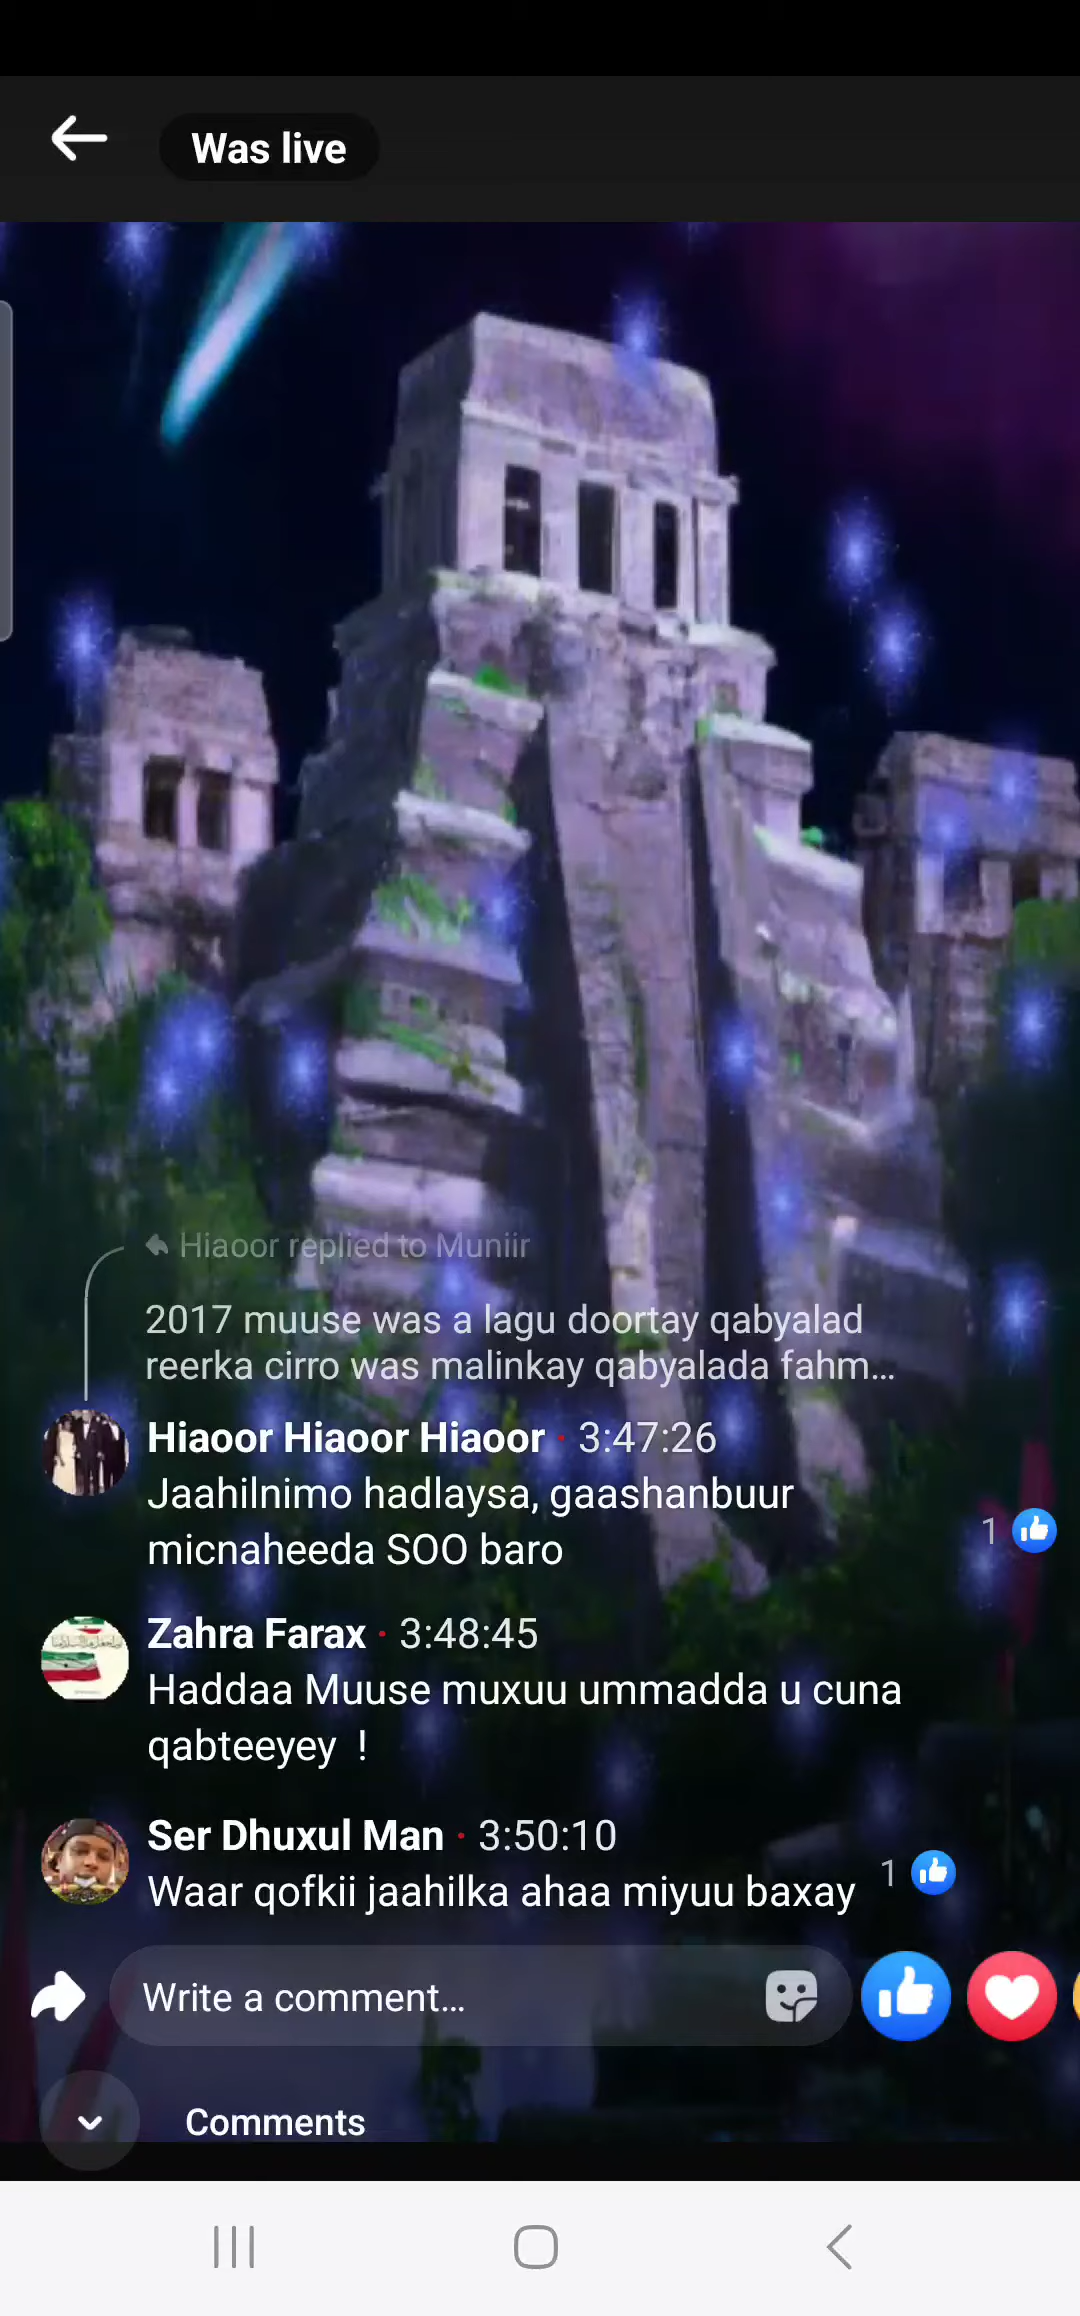 Was live
Hiaoor replied to Muniir
2017 muuse was a lagu doortay qabyalad
reerka cirro was malinkay qabyalada fahm...
Hiaoor Hiaoor Hiaoor · 3:47:26
Jaahilnimo hadlaysa, gaashanbuur
micnaheeda SOO baro
1
Zahra Farax · 3:48:45
Haddaa Muuse muxuu ummadda u cuna
qabteeyey !
Ser Dhuxul Man · 3:50:10
Waar qofkii jaahilka ahaa miyuu baxay
1
Write a comment...
Comments